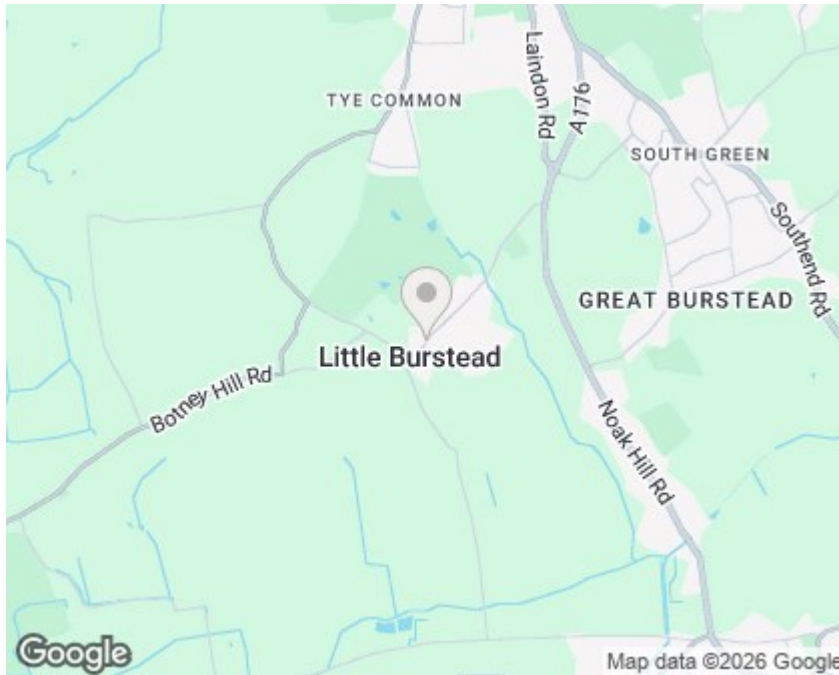 TYE COMMON
Laindon Rd
A176
SOUTH GREEN
Southend Rd
GREAT BURSTEAD
Little Burstead
Botney Hill Rd
Noak Hill Rd
Google
Map data ©2026 Google